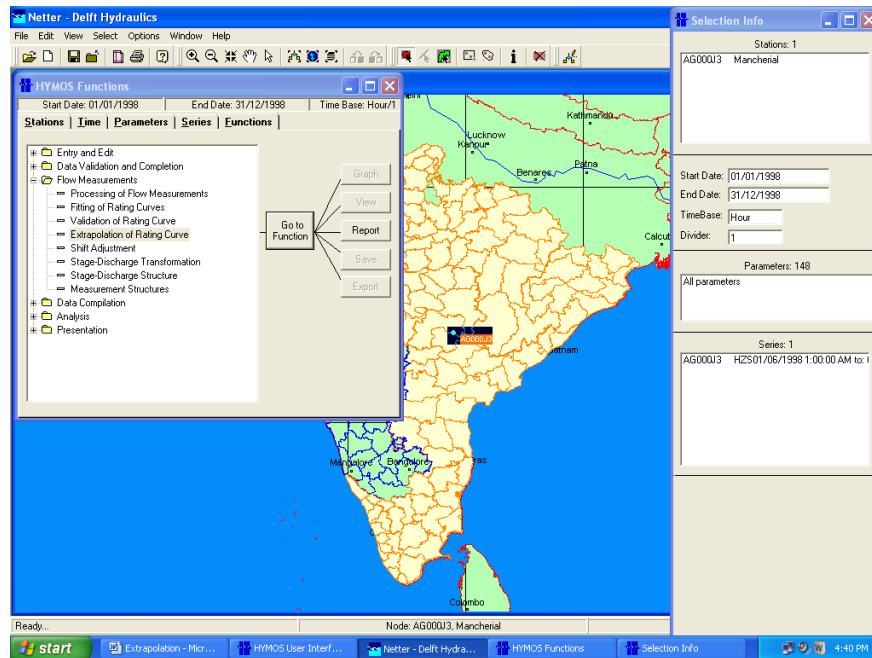 Netter - Delft Hydraulics
File Edit View Select Options Window Help
HYMOS Functions
Start Date: 01/01/1998 End Date: 31/12/1998 Time Base: Hour/1
Stations Time Parameters Series Functions
Entry and Edit
Data Validation and Completion
Flow Measurements
Processing of Flow Measurements
Fitting of Rating Curves
Validation of Rating Curve
Extrapolation of Rating Curve
Shift Adjustment
Stage-Discharge Transformation
Stage-Discharge Structure
Measurement Structures
Data Compilation
Analysis
Presentation
Go to
Function
Graph
View
Report
Save
Export
Kathmandu
Lucknow
Kanpur
Benares
Patna
Calcut
AG000J3
atnam
Mangalore
Bangalore
ras
Colombo
Selection Info
Stations: 1
AG000J3 Mancherial
Start Date: 01/01/1998
End Date: 31/12/1998
TimeBase: Hour
Divider: 1
Parameters: 148
All parameters
Series: 1
AG000J3 HZS01/06/1998 1:00:00 AM to:
Ready... Node: AG000J3, Mancherial
start
Extrapolation - Micr...
HYMOS User Interf...
Netter - Delft Hydra...
HYMOS Functions
Selection Info
4:40 PM